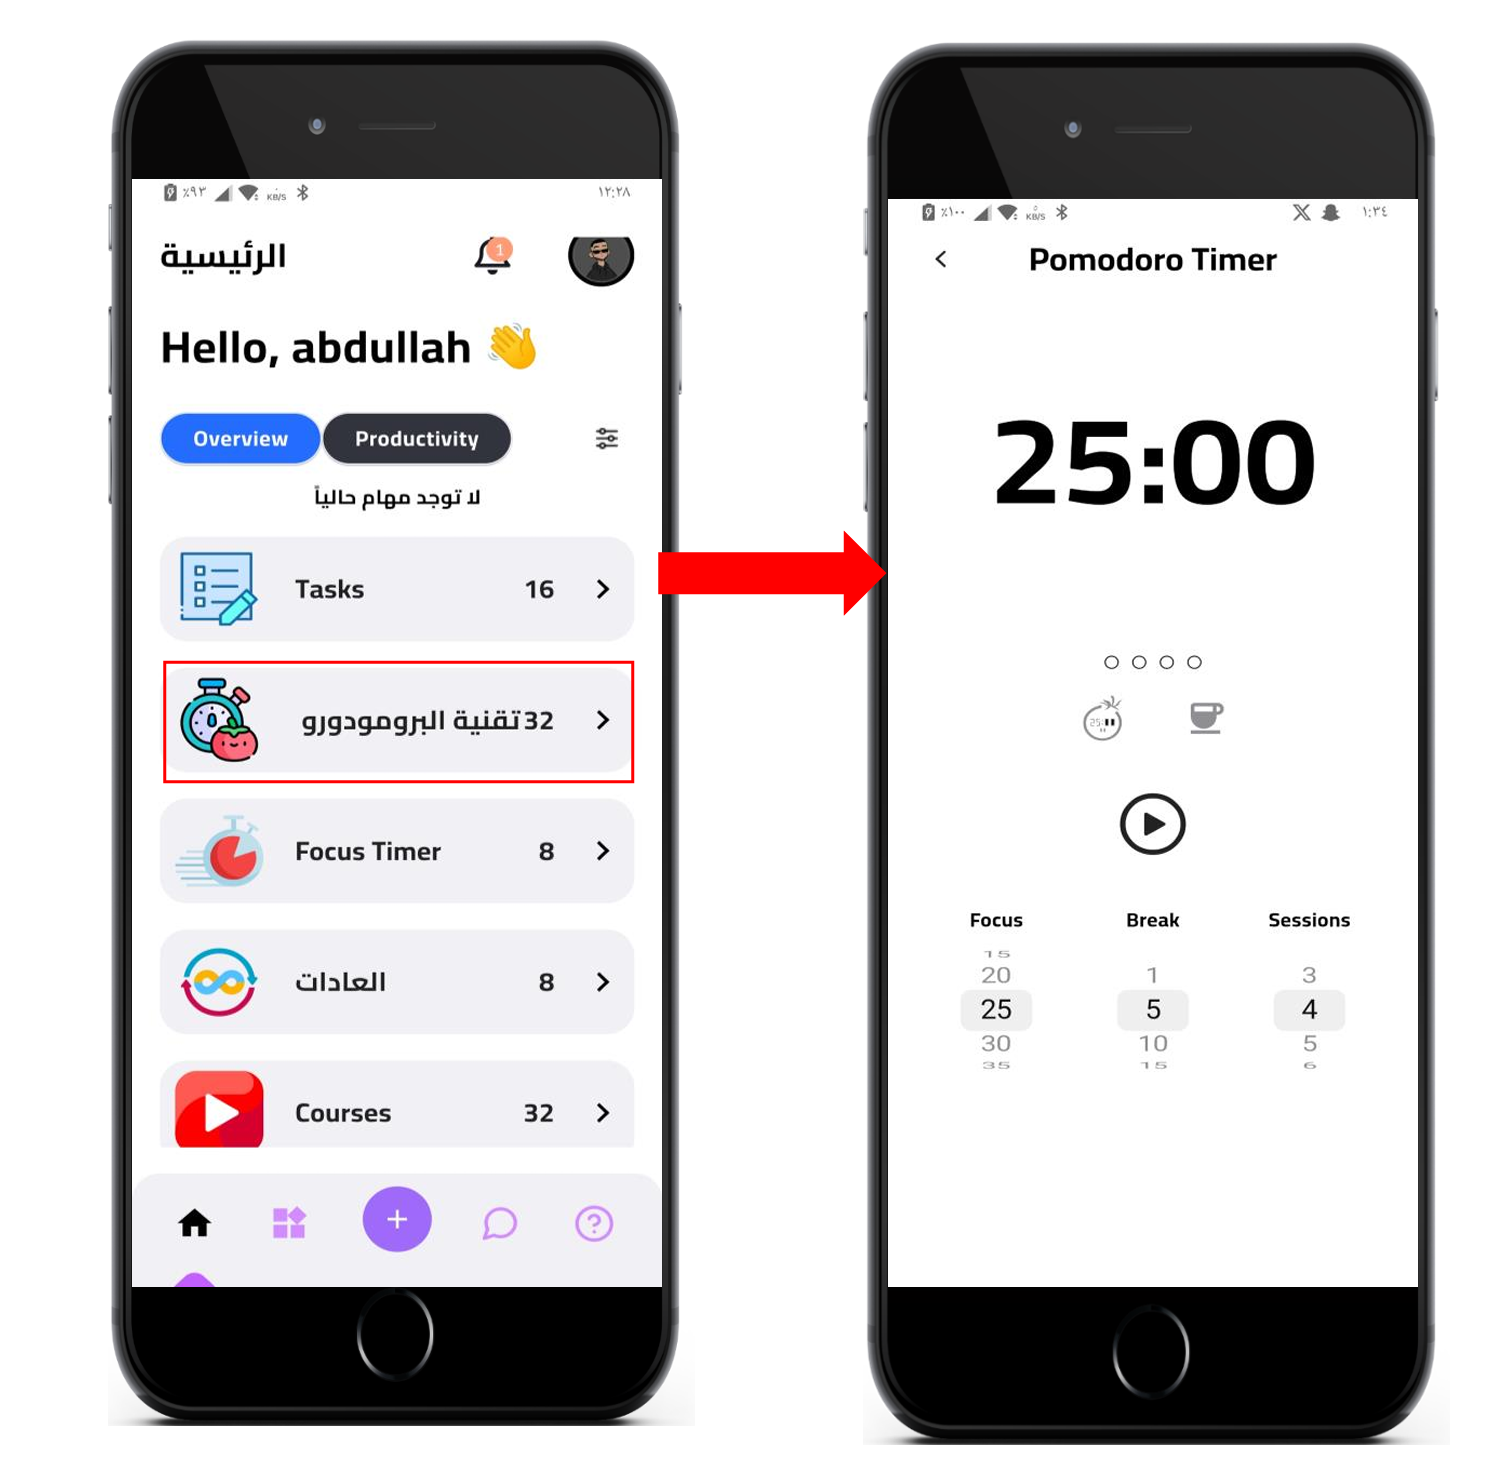 ٪٩٣ KB/S ١٢:٢٨
الرئيسية 1
Hello, abdullah 👋
Overview Productivity
لا توجد مهام حالياً
Tasks 16
تقنية البرومودورو 32
Focus Timer 8
العادات 8
Courses 32
٪١٠٠ KB/S ١:٣٤
Pomodoro Timer
25:00
25:
Focus Break Sessions
15
20 1 3
25 5 4
30 10 5
35 15 6